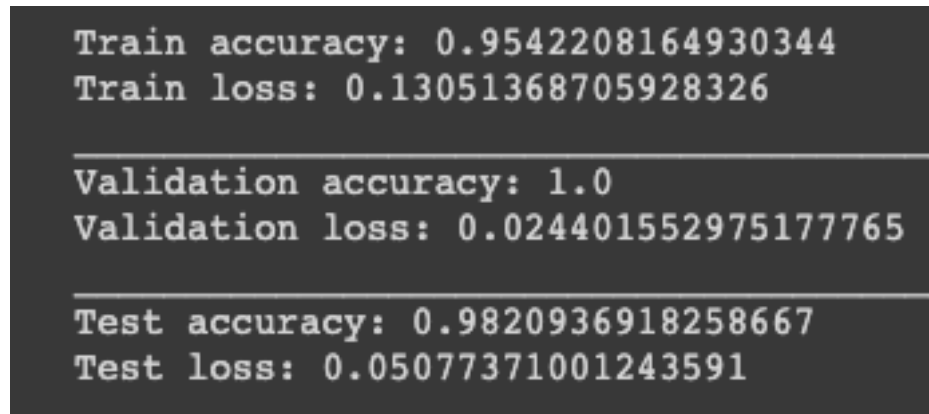 Train accuracy: 0.9542208164930344
Train loss: 0.13051368705928326
Validation accuracy: 1.0
Validation loss: 0.024401552975177765
Test accuracy: 0.9820936918258667
Test loss: 0.05077371001243591